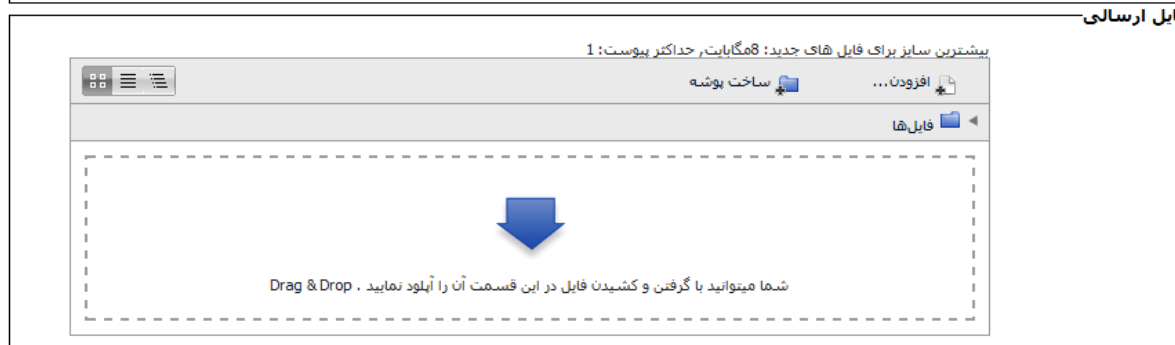 ایل ارسالی
بیشترین سایز برای فایل های جدید: 8مگابایت, حداکثر پیوست: 1
افزودن... ساخت پوشه
فایل‌ها
شما میتوانید با گرفتن و کشیدن فایل در این قسمت آن را آپلود نمایید . Drag & Drop